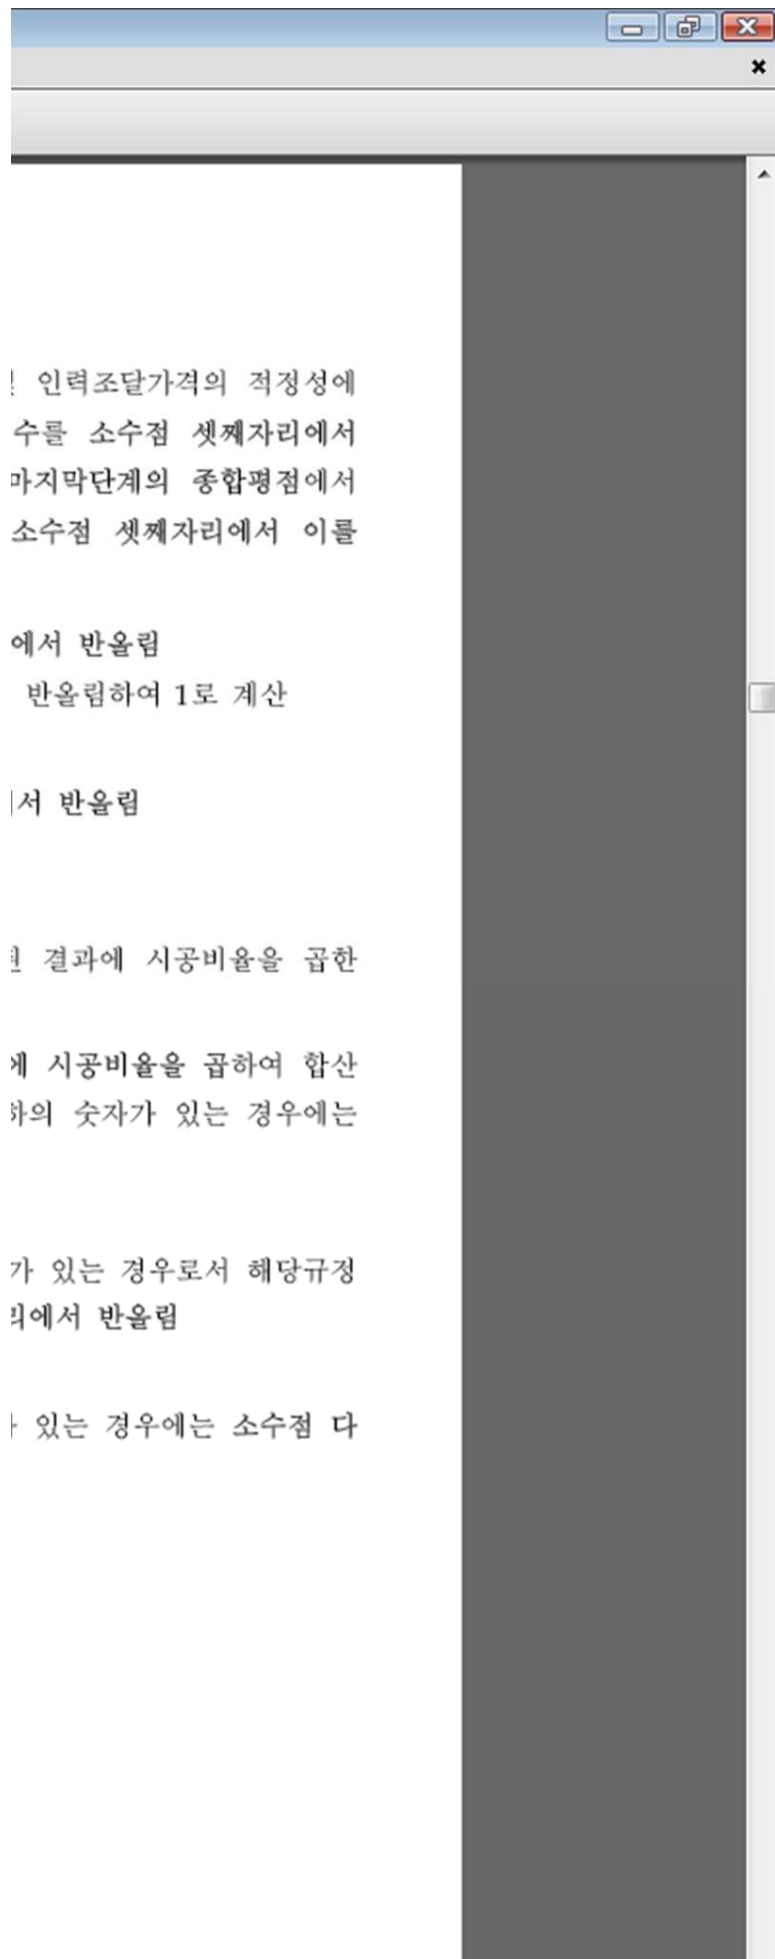 인력조달가격의 적정성에
수를 소수점 셋째자리에서
마지막단계의 종합평점에서
소수점 셋째자리에서 이를
에서 반올림
반올림하여 1로 계산
서 반올림
결과에 시공비율을 곱한
에 시공비율을 곱하여 합산
하의 숫자가 있는 경우에는
가 있는 경우로서 해당규정
리에서 반올림
있는 경우에는 소수점 다